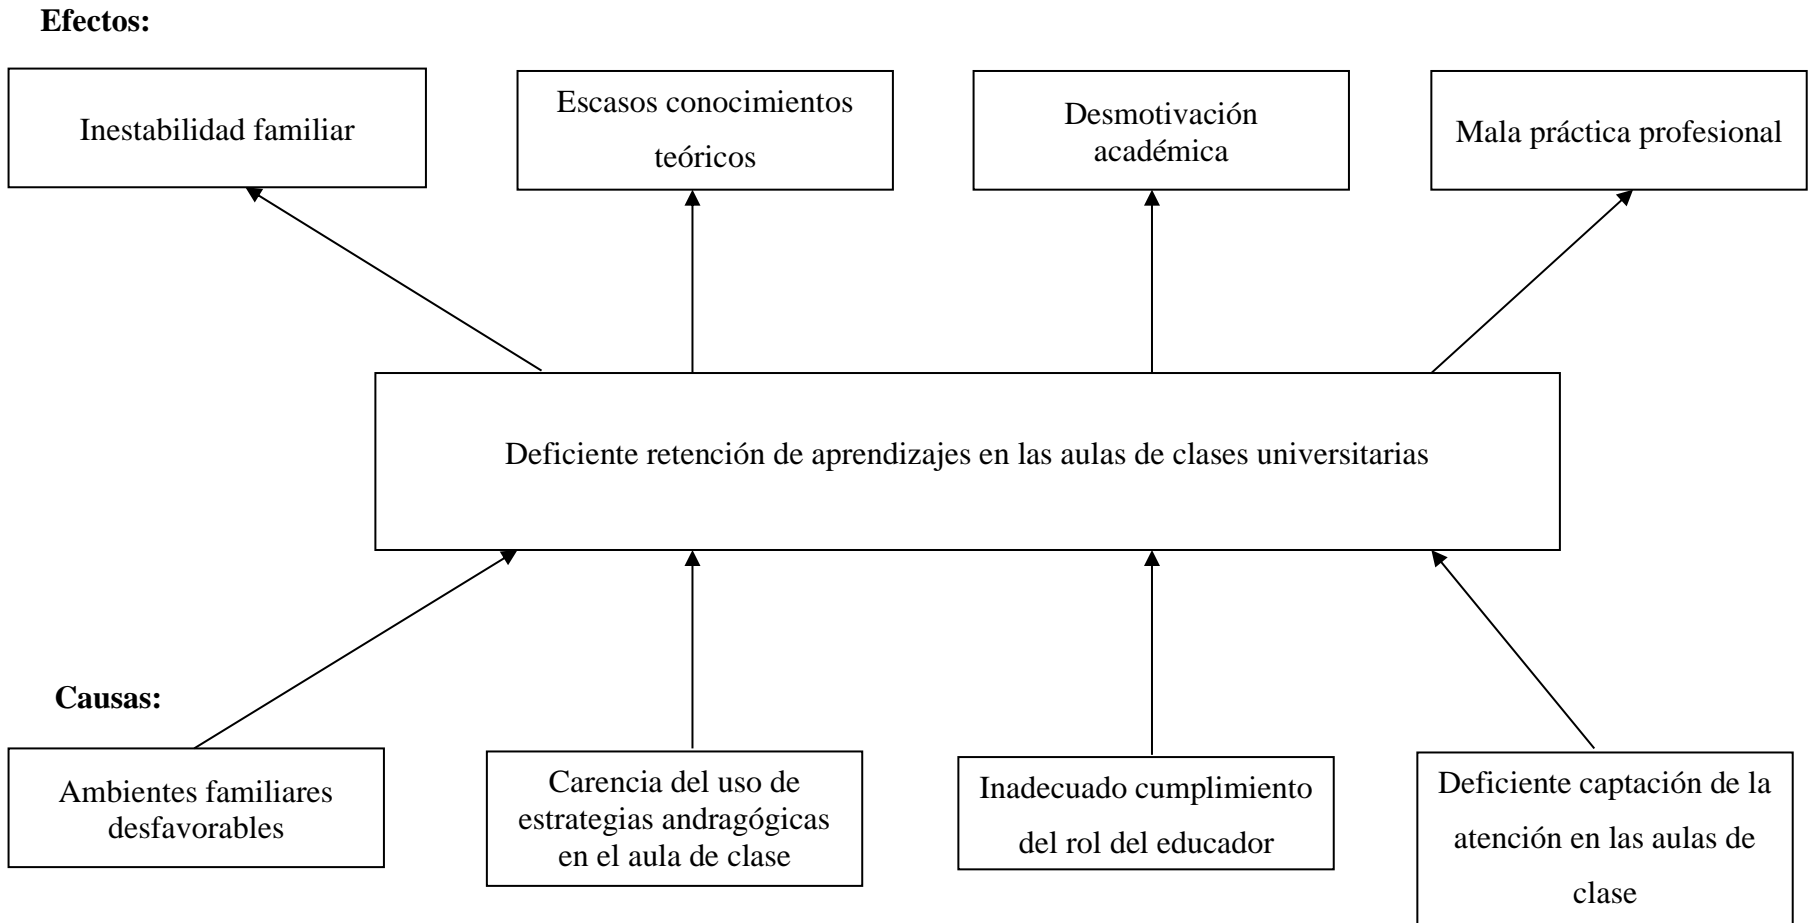 Efectos:
Inestabilidad familiar
Escasos conocimientos
teóricos
Desmotivación
académica
Mala práctica profesional
Deficiente retención de aprendizajes en las aulas de clases universitarias
Causas:
Ambientes familiares
desfavorables
Carencia del uso de
estrategias andragógicas
en el aula de clase
Inadecuado cumplimiento
del rol del educador
Deficiente captación de la
atención en las aulas de
clase